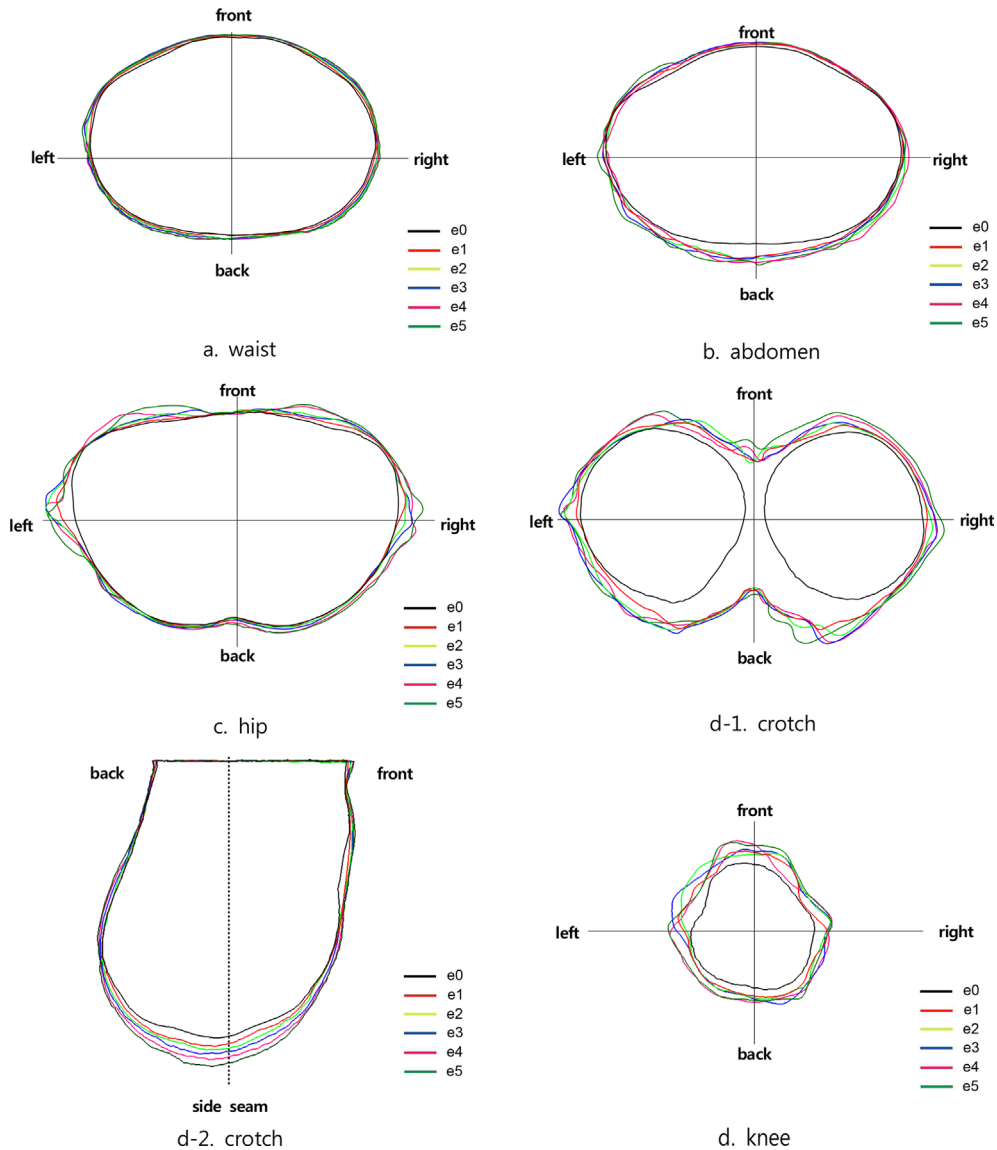 front
left
right
back
e0
e1
e2
e3
e4
e5
a. waist
front
left
right
back
e0
e1
e2
e3
e4
e5
b. abdomen
front
left
right
back
e0
e1
e2
e3
e4
e5
c. hip
front
left
right
back
d-1. crotch
back
front
e0
e1
e2
e3
e4
e5
side seam
d-2. crotch
front
left
right
back
e0
e1
e2
e3
e4
e5
d. knee